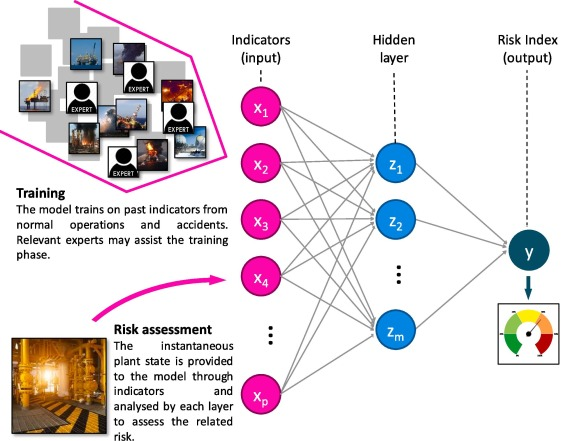 Indicators
(input)
Hidden
layer
Risk Index
(output)
EXPERT
EXPERT
EXPERT
EXPERT
Training
The model trains on past indicators from
normal operations and accidents.
Relevant experts may assist the training
phase.
x1
x2
x3
x4
xp
z1
z2
zm
y
Risk assessment
The instantaneous
plant state is provided
to the model through
indicators and
analysed by each layer
to assess the related
risk.